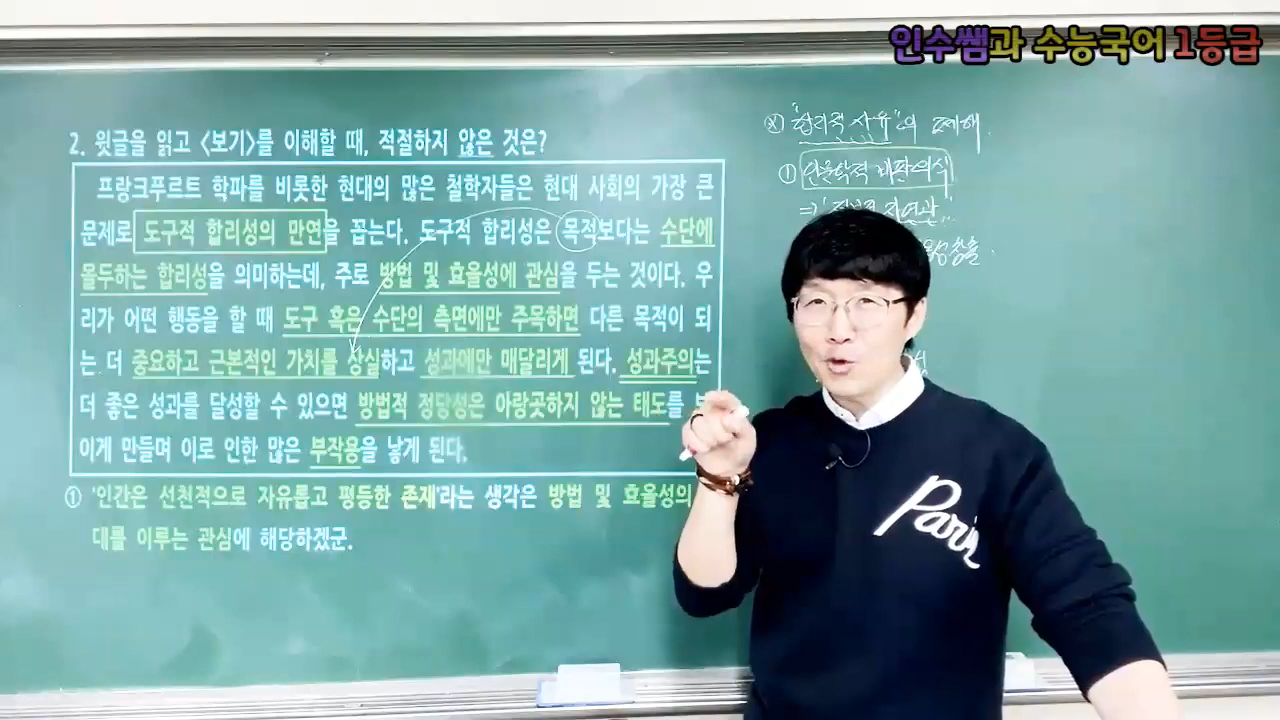 인수쌤과 수능국어 1등급
2. 윗글을 읽고 <보기>를 이해할 때, 적절하지 않은 것은?
프랑크푸르트 학파를 비롯한 현대의 많은 철학자들은 현대 사회의 가장 큰
문제로 도구적 합리성의 만연을 꼽는다. 도구적 합리성은 목적보다는 수단에
몰두하는 합리성을 의미하는데, 주로 방법 및 효율성에 관심을 두는 것이다. 우
리가 어떤 행동을 할 때 도구 혹은 수단의 측면에만 주목하면 다른 목적이 되
는 더 중요하고 근본적인 가치를 상실하고 성과에만 매달리게 된다. 성과주의는
더 좋은 성과를 달성할 수 있으면 방법적 정당성은 아랑곳하지 않는 태도를
이게 만들며 이로 인한 많은 부작용을 낳게 된다.
① '인간은 선천적으로 자유롭고 평등한 존재'라는 생각은 방법 및 효율성의
대를 이루는 관심에 해당하겠군.
"합리적 사유"의
① 인문학적 비판의식
Paris